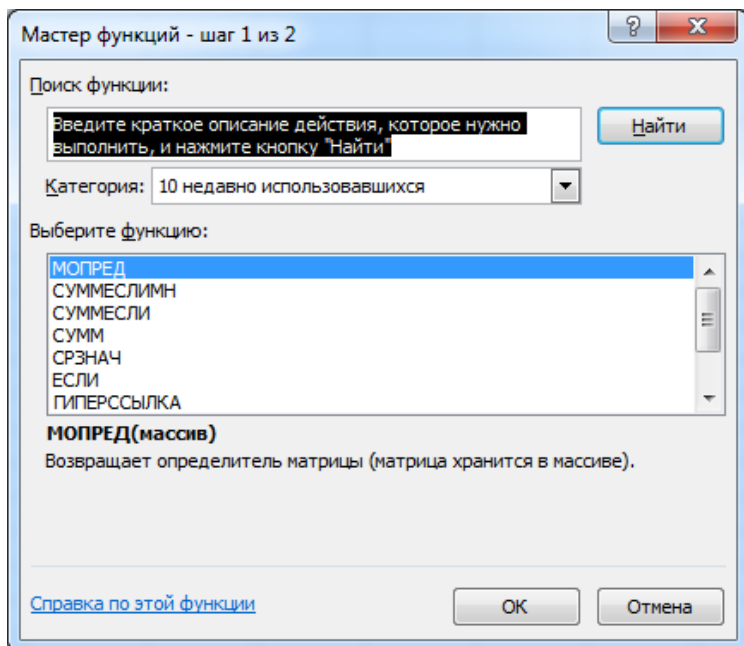 Мастер функций - шаг 1 из 2
Поиск функции:
Введите краткое описание действия, которое нужно
выполнить, и нажмите кнопку "Найти"
Найти
Категория: 10 недавно использовавшихся
Выберите функцию:
МОПРЕД
СУММЕСЛИМН
СУММЕСЛИ
СУММ
СРЗНАЧ
ЕСЛИ
ГИПЕРССЫЛКА
МОПРЕД(массив)
Возвращает определитель матрицы (матрица хранится в массиве).
Справка по этой функции
ОК
Отмена